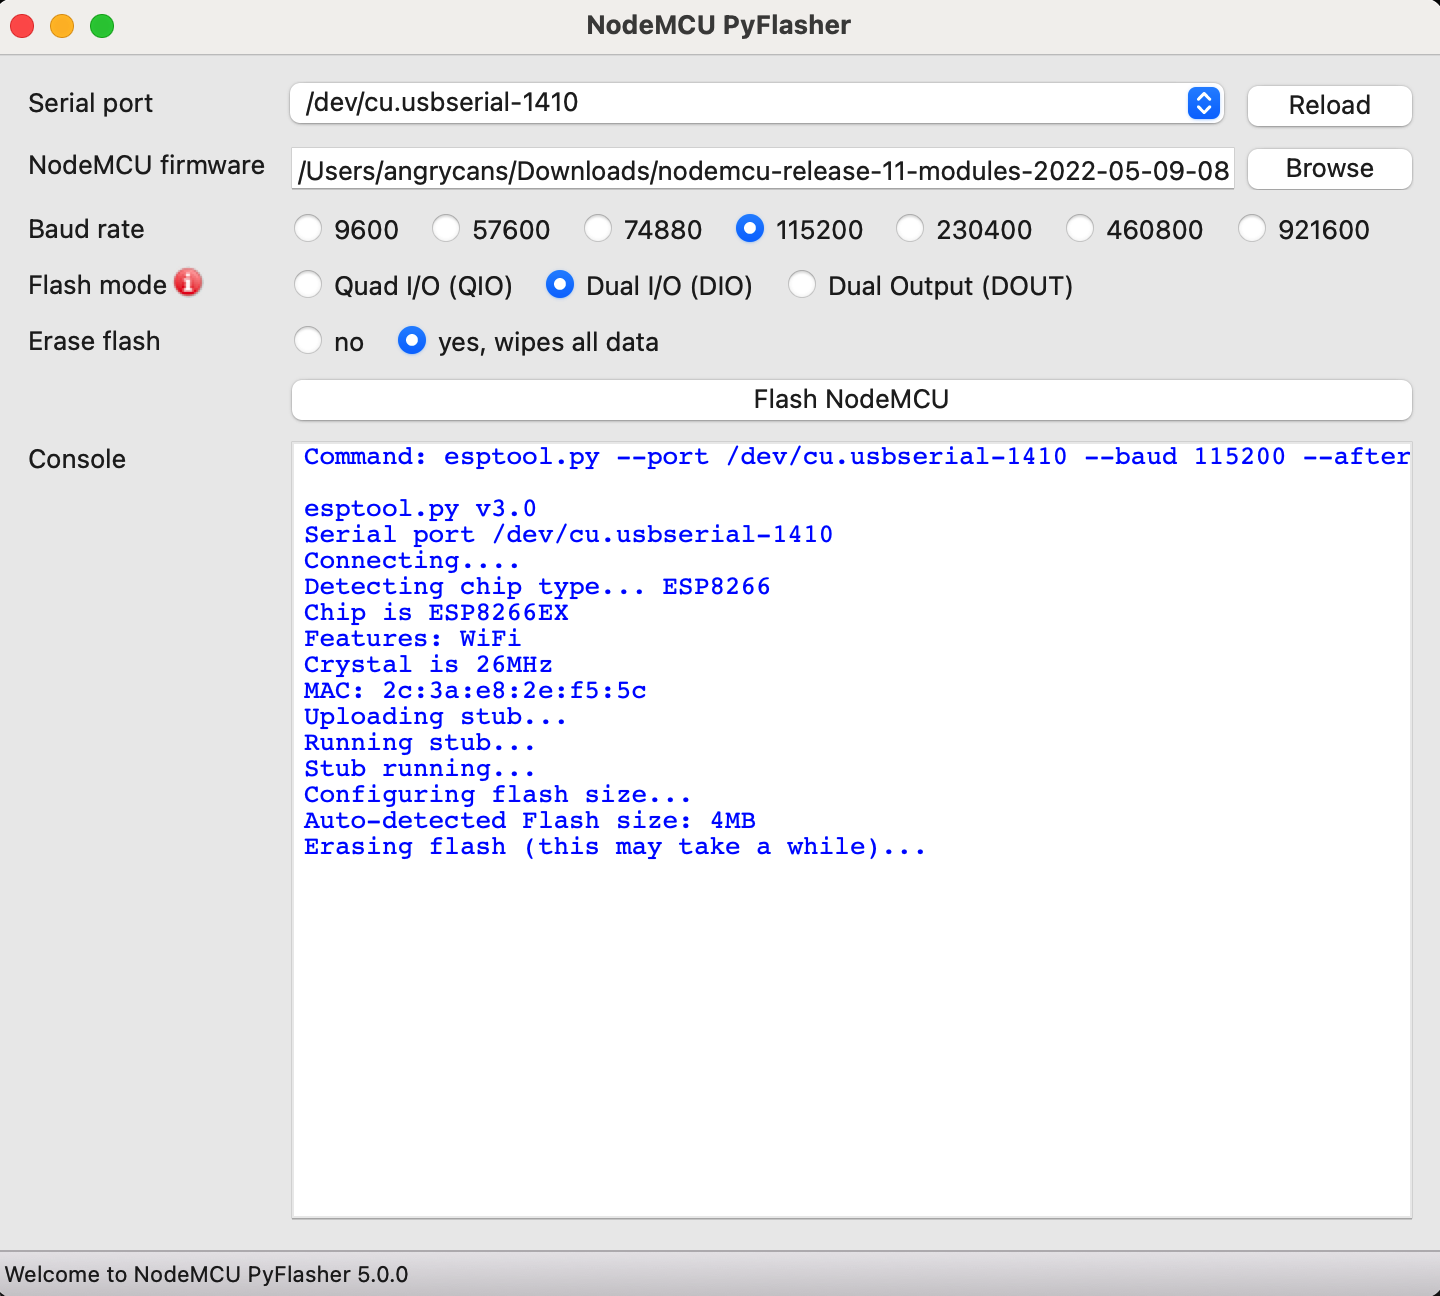 NodeMCU PyFlasher
Serial port /dev/cu.usbserial-1410 Reload
NodeMCU firmware /Users/angrycans/Downloads/nodemcu-release-11-modules-2022-05-09-08 Browse
Baud rate 9600 57600 74880 115200 230400 460800 921600
Flash mode Quad I/O (QIO) Dual I/O (DIO) Dual Output (DOUT)
Erase flash no yes, wipes all data
Flash NodeMCU
Console
Command: esptool.py --port /dev/cu.usbserial-1410 --baud 115200 --after
esptool.py v3.0
Serial port /dev/cu.usbserial-1410
Connecting....
Detecting chip type... ESP8266
Chip is ESP8266EX
Features: WiFi
Crystal is 26MHz
MAC: 2c:3a:e8:2e:f5:5c
Uploading stub...
Running stub...
Stub running...
Configuring flash size...
Auto-detected Flash size: 4MB
Erasing flash (this may take a while)...
Welcome to NodeMCU PyFlasher 5.0.0